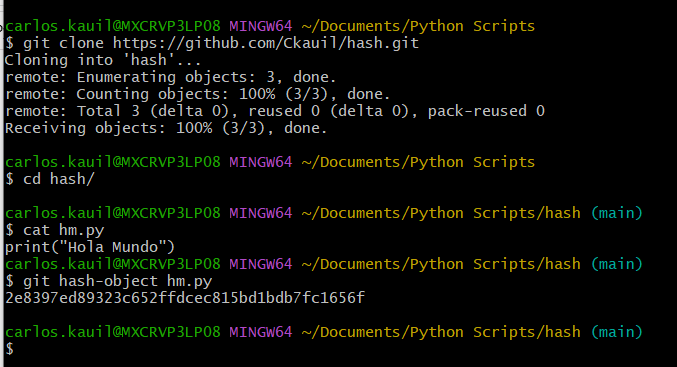 carlos.kauil@MXCRVP3LP08 MINGW64 ~/Documents/Python Scripts
$ git clone https://github.com/Ckauil/hash.git
Cloning into 'hash'...
remote: Enumerating objects: 3, done.
remote: Counting objects: 100% (3/3), done.
remote: Total 3 (delta 0), reused 0 (delta 0), pack-reused 0
Receiving objects: 100% (3/3), done.
carlos.kauil@MXCRVP3LP08 MINGW64 ~/Documents/Python Scripts
$ cd hash/
carlos.kauil@MXCRVP3LP08 MINGW64 ~/Documents/Python Scripts/hash (main)
$ cat hm.py
print("Hola Mundo")
carlos.kauil@MXCRVP3LP08 MINGW64 ~/Documents/Python Scripts/hash (main)
$ git hash-object hm.py
2e8397ed89323c652ffdcec815bd1bdb7fc1656f
carlos.kauil@MXCRVP3LP08 MINGW64 ~/Documents/Python Scripts/hash (main)
$